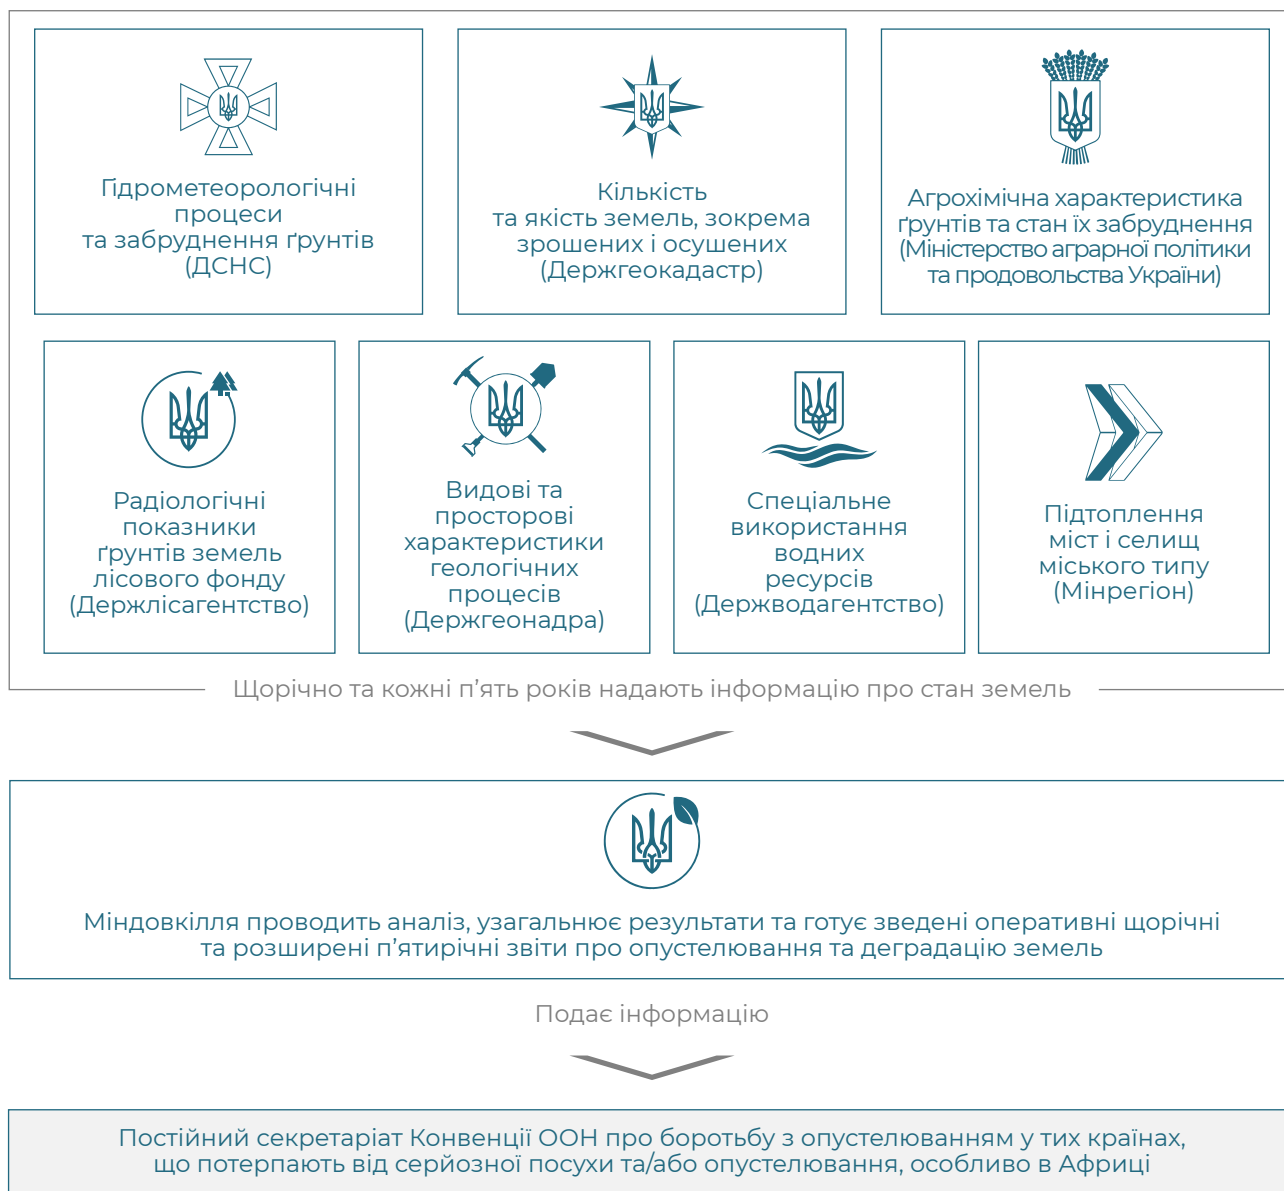 Гідрометеорологічні
процеси
та забруднення ґрунтів
(ДСНС)
Кількість
та якість земель, зокрема
зрошених і осушених
(Держгеокадастр)
Агрохімічна характеристика
ґрунтів та стан їх забруднення
(Міністерство аграрної політики
та продовольства України)
Радіологічні
показники
ґрунтів земель
лісового фонду
(Держлісагентство)
Видові та
просторові
характеристики
геологічних
процесів
(Держгеонадра)
Спеціальне
використання
водних
ресурсів
(Держводагентство)
Підтоплення
міст і селищ
міського типу
(Мінрегіон)
Щорічно та кожні п’ять років надають інформацію про стан земель
Міндовкілля проводить аналіз, узагальнює результати та готує зведені оперативні щорічні
та розширені п’ятирічні звіти про опустелювання та деградацію земель
Подає інформацію
Постійний секретаріат Конвенції ООН про боротьбу з опустелюванням у тих країнах,
що потерпають від серйозної посухи та/або опустелювання, особливо в Африці